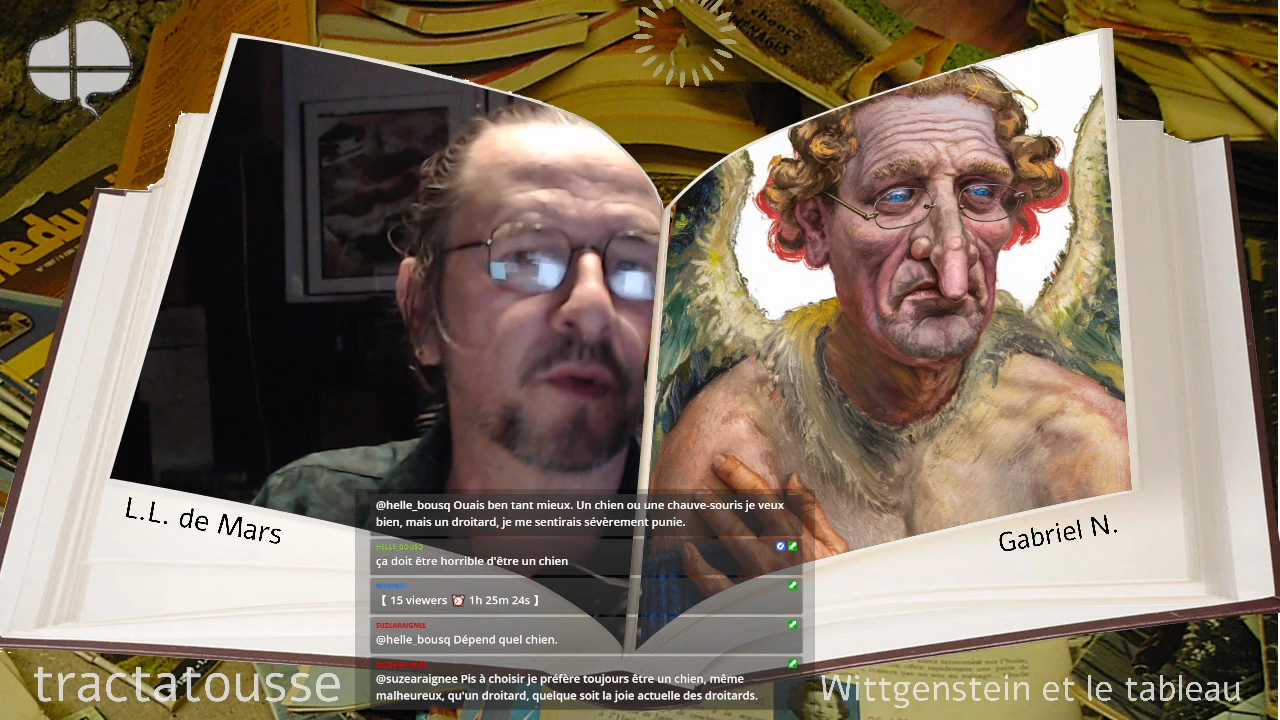 L.L. de Mars
Gabriel N.
@helle_bousq Ouais ben tant mieux. Un chien ou une chauve-souris je veux
bien, mais un droitard, je me sentirais sévèrement punie.
HELLE_BOUSQ
ça doit être horrible d'être un chien
【 15 viewers ⏰ 1h 25m 24s 】
SUZEARAIGNEE
@helle_bousq Dépend quel chien.
@suzearaignee Pis à choisir je préfère toujours être un chien, même
malheureux, qu'un droitard, quelque soit la joie actuelle des droitards.
tractatousse
Wittgenstein et le tableau